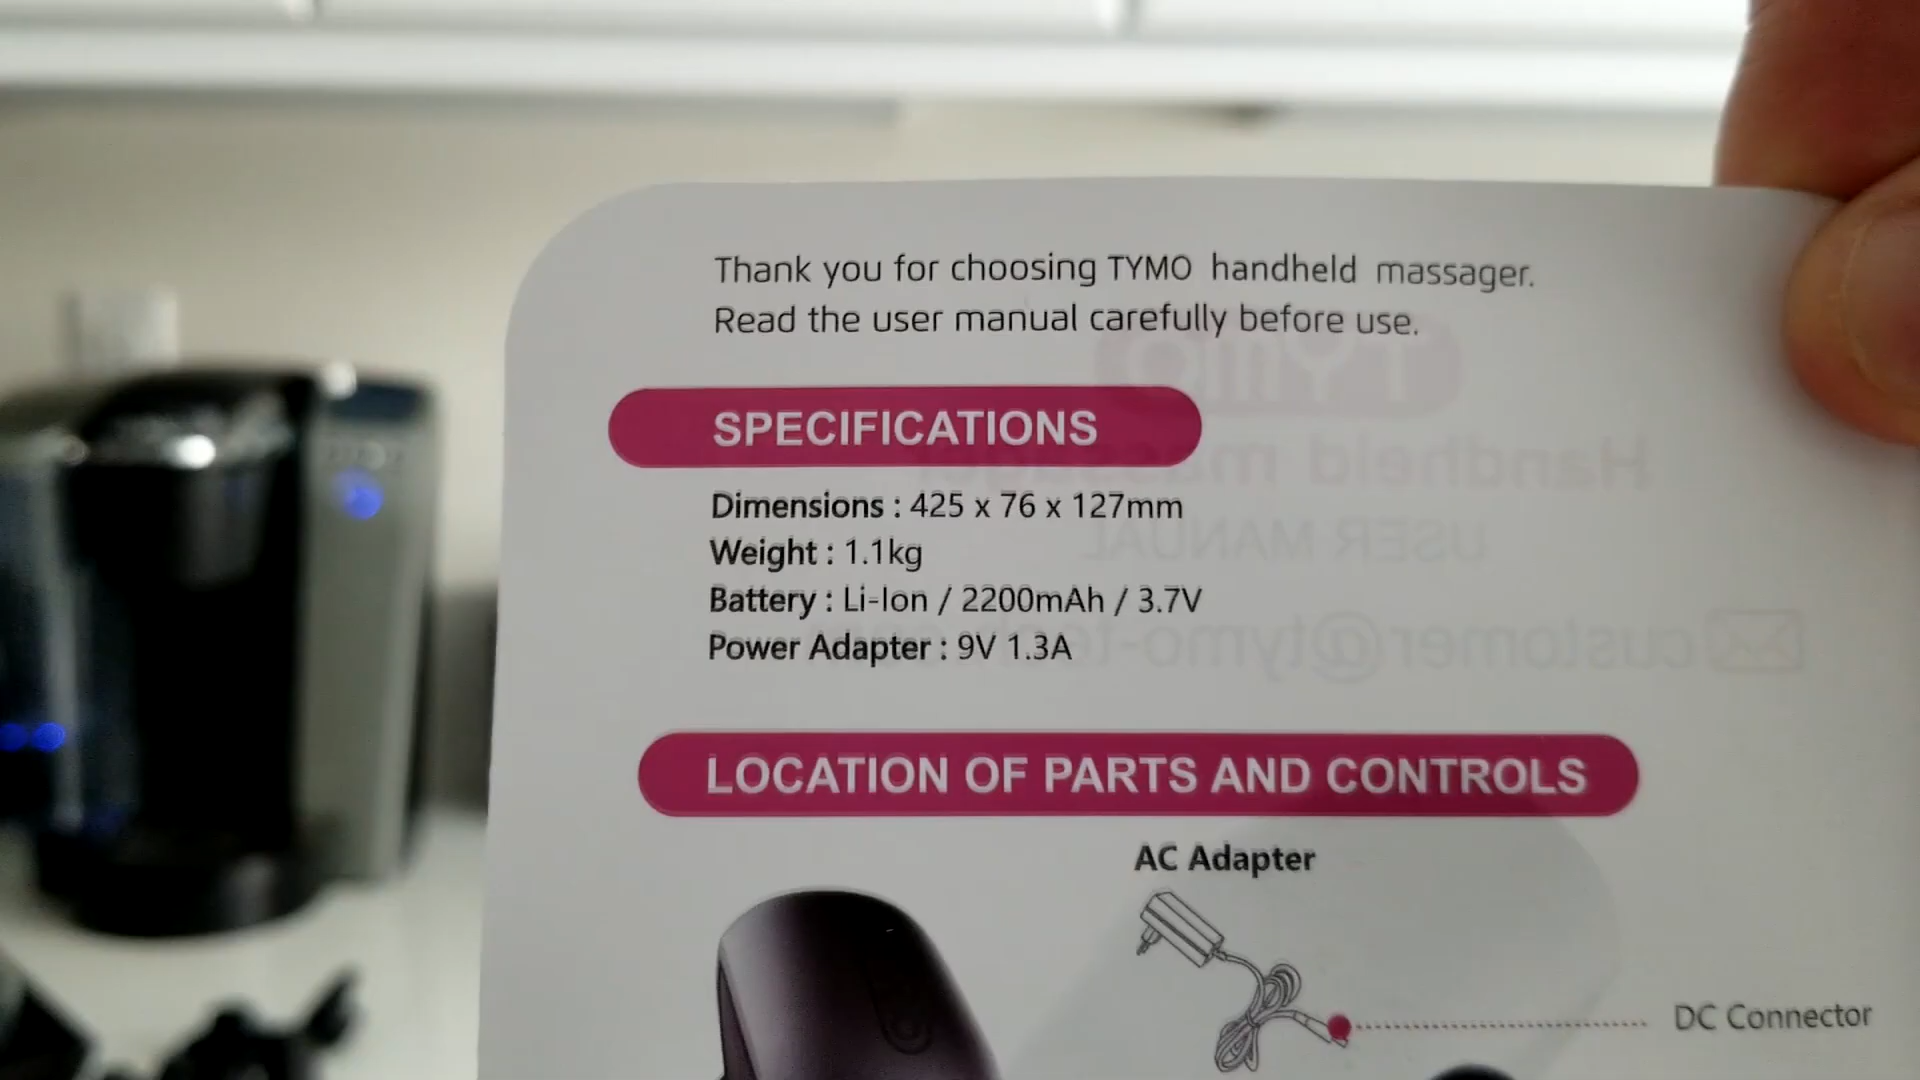 Thank you for choosing TYMO handheld massager.
Read the user manual carefully before use.
SPECIFICATIONS
Dimensions : 425 x 76 x 127mm
Weight : 1.1kg
Battery : Li-Ion / 2200mAh / 3.7V
Power Adapter : 9V 1.3A
LOCATION OF PARTS AND CONTROLS
AC Adapter
DC Connector